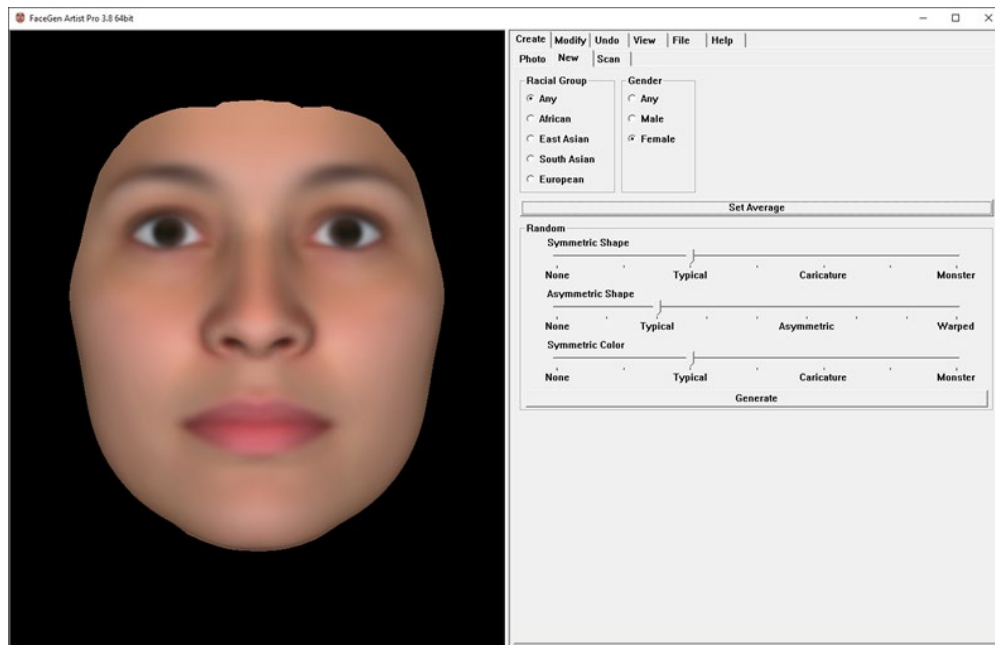 FaceGen Artist Pro 3.8 64bit
Create Modify Undo View File Help
Photo New Scan
Racial Group Gender
Any Any
African Male
East Asian Female
South Asian
European
Set Average
Random
Symmetric Shape
None Typical Caricature Monster
Asymmetric Shape
None Typical Asymmetric Warped
Symmetric Color
None Typical Caricature Monster
Generate